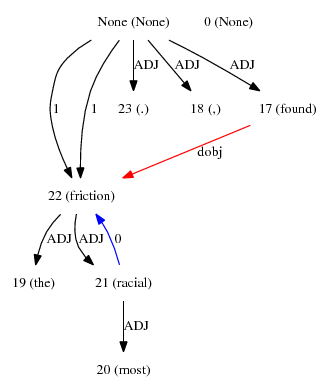 None (None) 0 (None)
ADJ ADJ ADJ
1 1 23 (.) 18 (,) 17 (found)
dobj
22 (friction)
ADJ ADJ 0
19 (the) 21 (racial)
ADJ
20 (most)